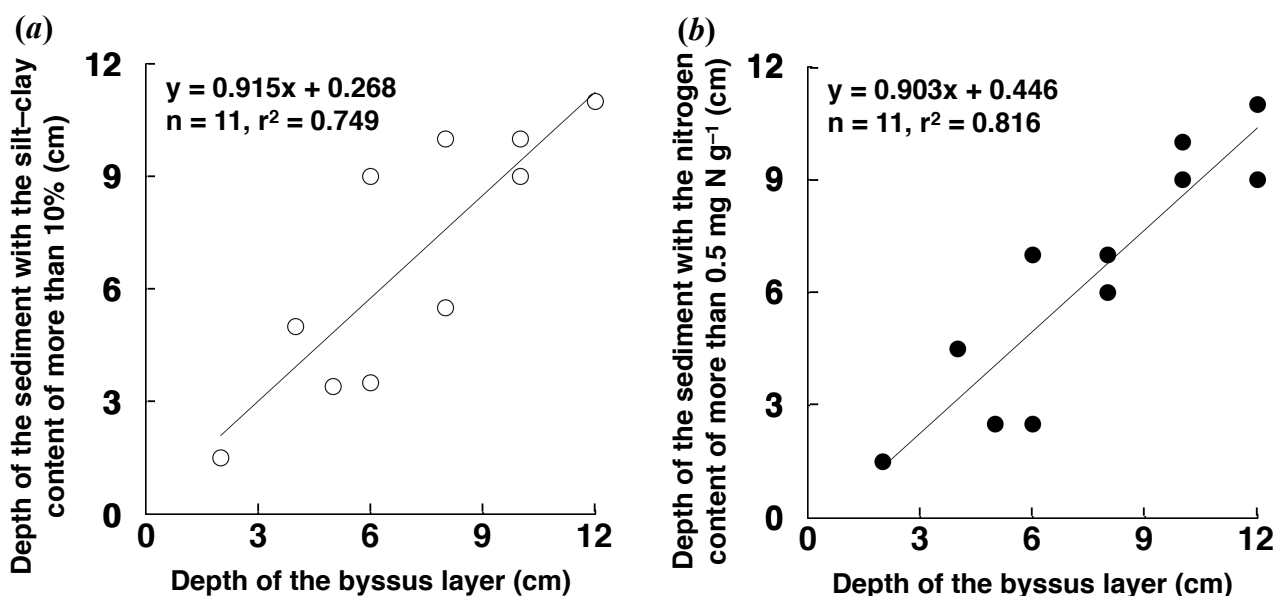 (a)
Depth of the sediment with the silt–clay
content of more than 10% (cm)
y = 0.915x + 0.268
n = 11, r² = 0.749
12
9
6
3
0
0 3 6 9 12
Depth of the byssus layer (cm)
(b)
Depth of the sediment with the nitrogen
content of more than 0.5 mg N g⁻¹ (cm)
y = 0.903x + 0.446
n = 11, r² = 0.816
12
9
6
3
0
0 3 6 9 12
Depth of the byssus layer (cm)